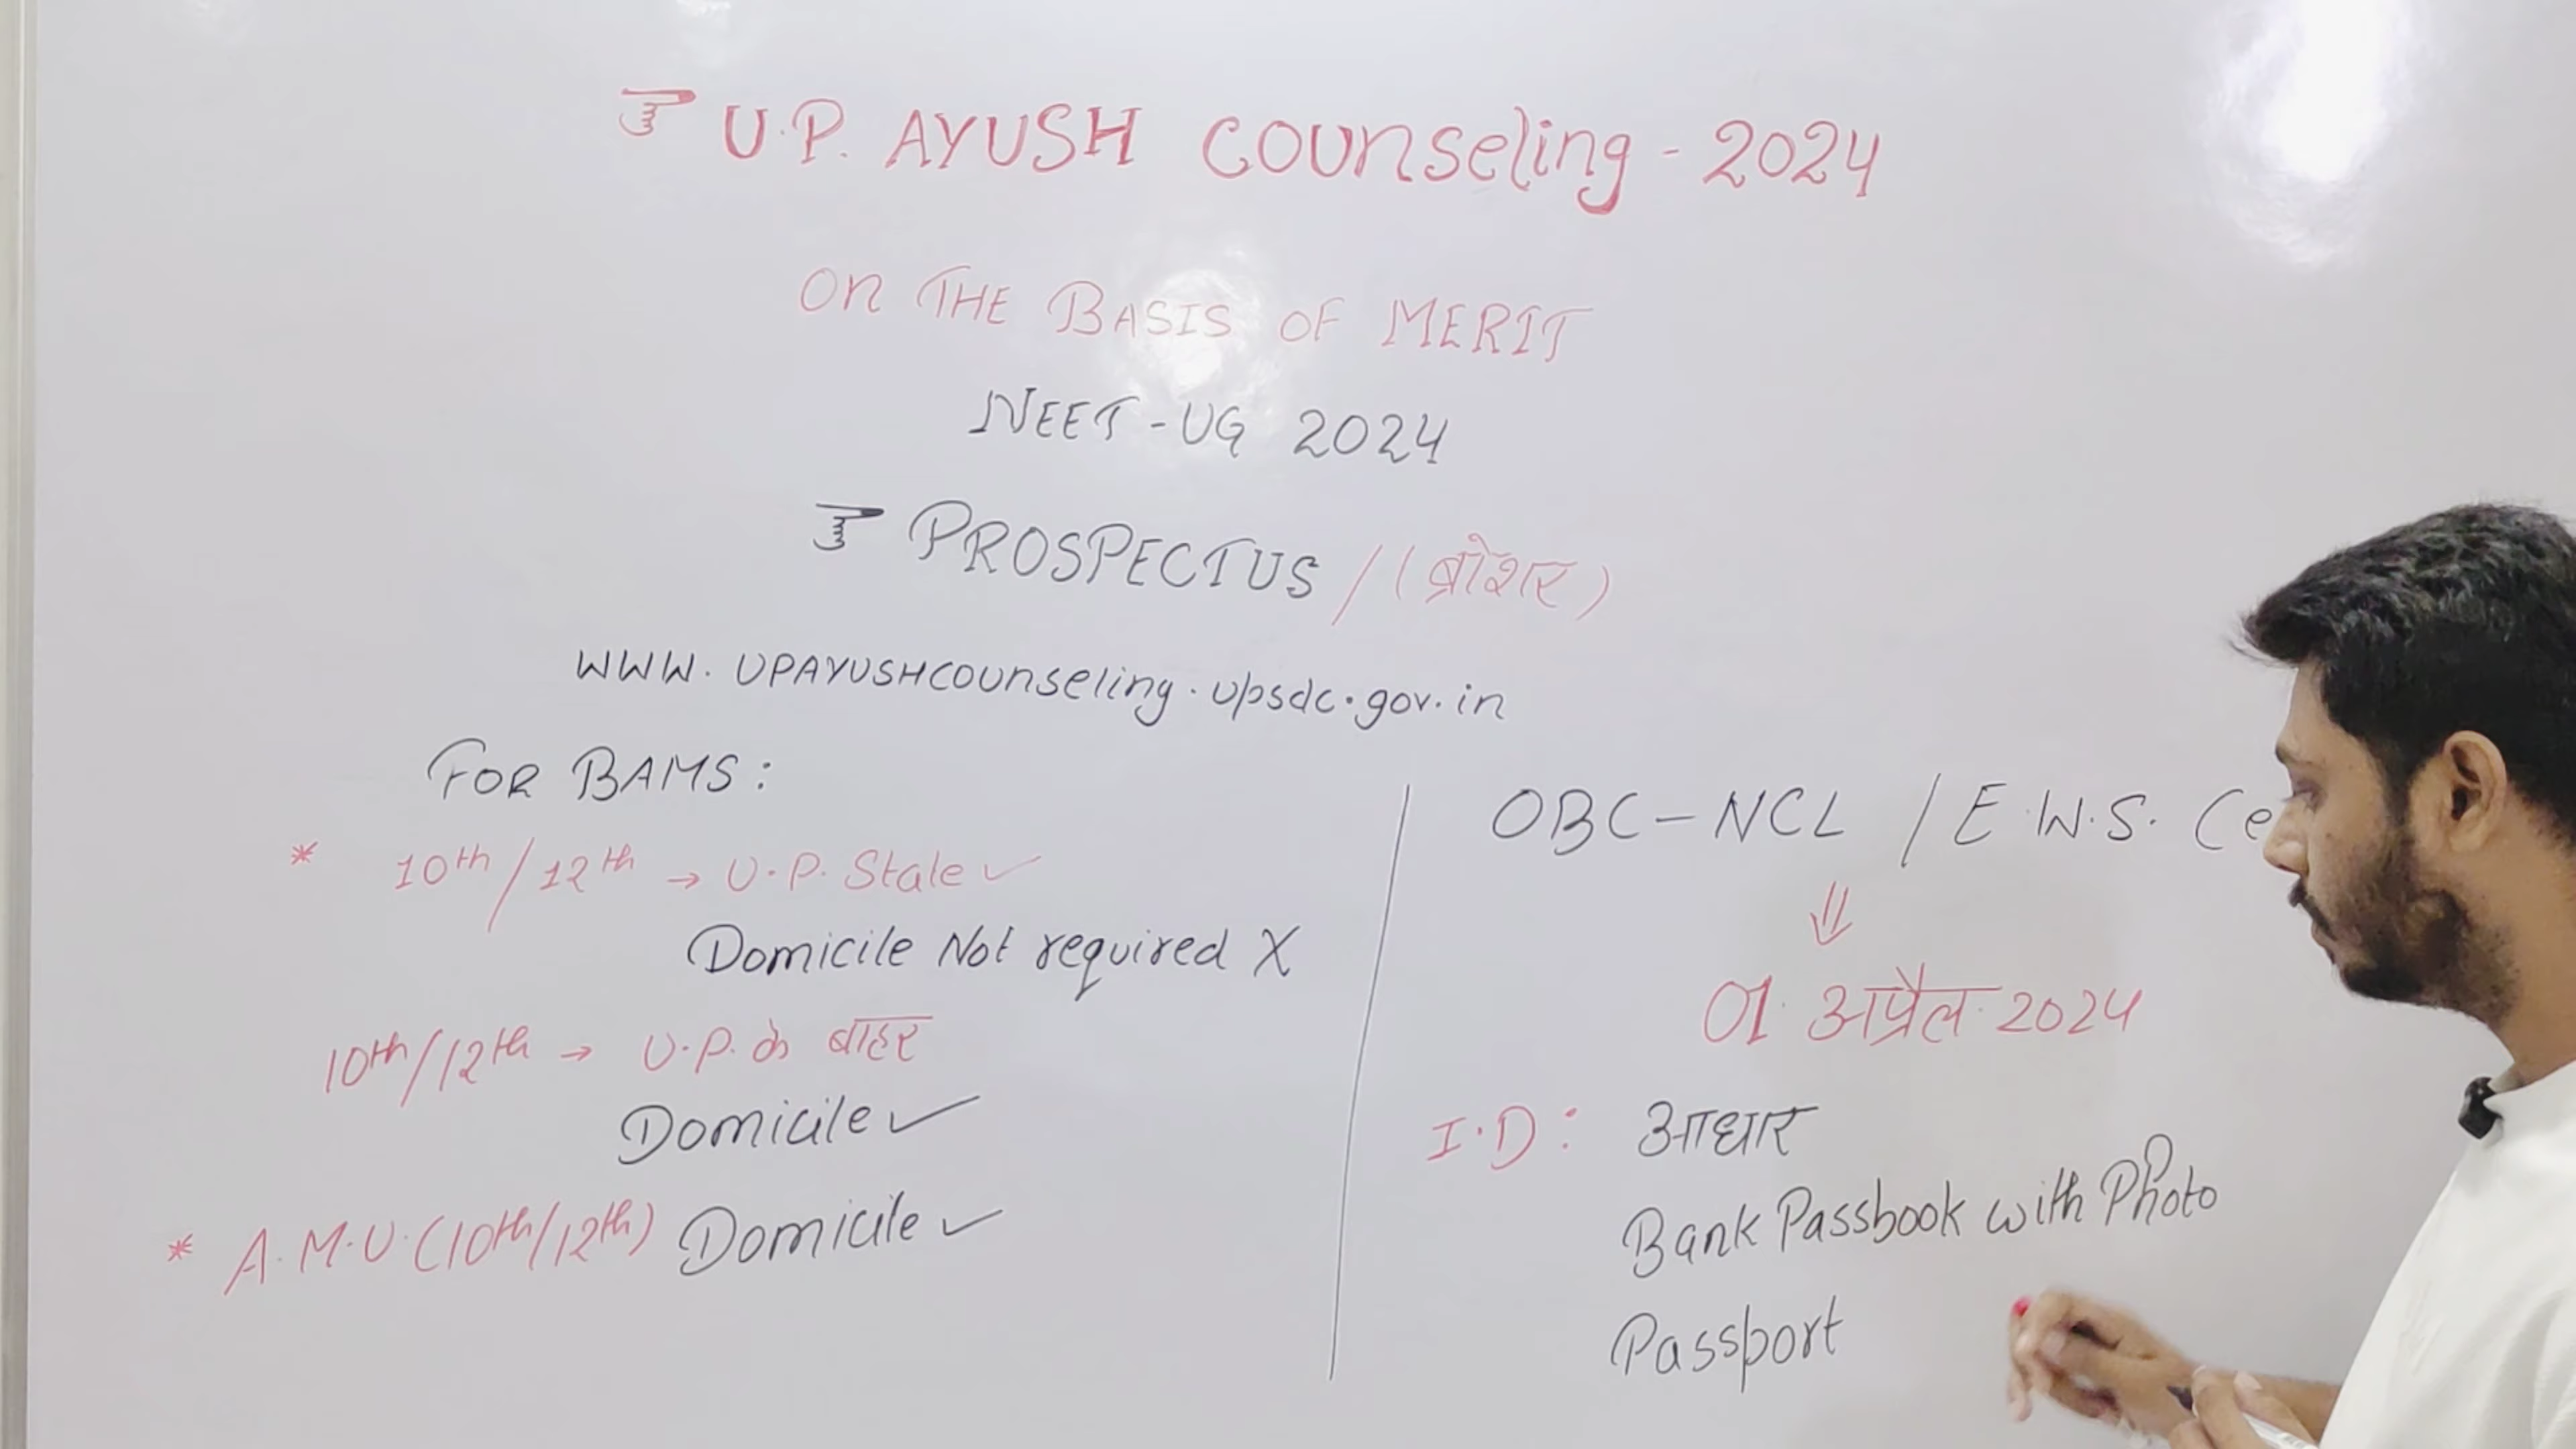 ☞ U.P. AYUSH Counseling - 2024
On THE BASIS OF MERIT
NEET-UG 2024
☞ PROSPECTUS / (ब्रोशर)
WWW. UPAYUSHCOUnseling.upsdc.gov.in
FOR BAMS:
* 10th / 12th → U.P. State ✓
Domicile Not required X
10th/12th → U.P. के बाहर
Domicile ✓
* A.M.U. (10th/12th) Domicile ✓
OBC-NCL / E.W.S.
⇓
01 अप्रैल 2024
I.D: आधार
Bank Passbook with Photo
Passport